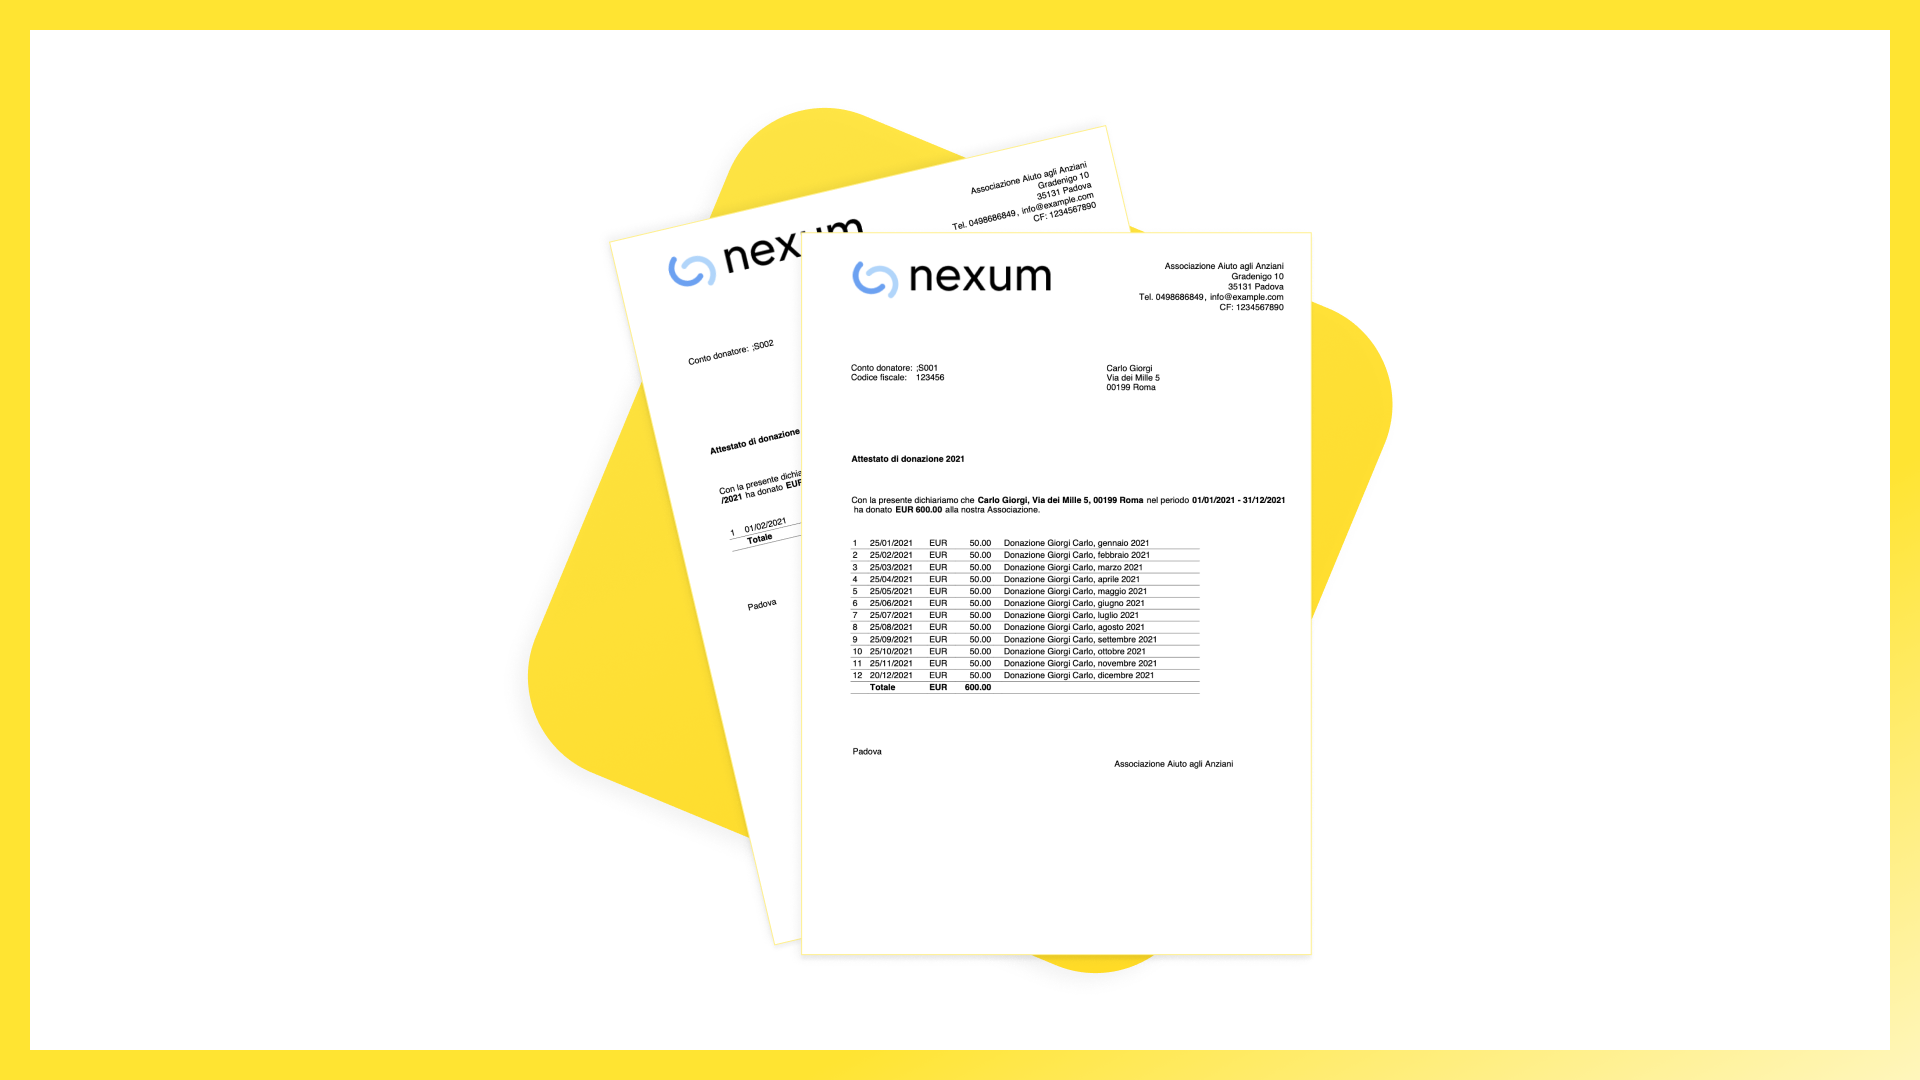 Associazione Aiuto agli Anziani
Gradenigo 10
35131 Padova
Tel. 0498686849, info@example.com
CF: 1234567890
nexum
Conto donatore: ;S002
Attestato di donazione
Con la presente
/2021 ha donato EUR
1 01/02/2021
Totale
Padova
nexum
Associazione Aiuto agli Anziani
Gradenigo 10
35131 Padova
Tel. 0498686849, info@example.com
CF: 1234567890
Conto donatore: ;S001
Codice fiscale: 123456
Carlo Giorgi
Via dei Mille 5
00199 Roma
Attestato di donazione 2021
Con la presente dichiariamo che Carlo Giorgi, Via dei Mille 5, 00199 Roma nel periodo 01/01/2021 - 31/12/2021
ha donato EUR 600.00 alla nostra Associazione.
1 25/01/2021 EUR 50.00 Donazione Giorgi Carlo, gennaio 2021
2 25/02/2021 EUR 50.00 Donazione Giorgi Carlo, febbraio 2021
3 25/03/2021 EUR 50.00 Donazione Giorgi Carlo, marzo 2021
4 25/04/2021 EUR 50.00 Donazione Giorgi Carlo, aprile 2021
5 25/05/2021 EUR 50.00 Donazione Giorgi Carlo, maggio 2021
6 25/06/2021 EUR 50.00 Donazione Giorgi Carlo, giugno 2021
7 25/07/2021 EUR 50.00 Donazione Giorgi Carlo, luglio 2021
8 25/08/2021 EUR 50.00 Donazione Giorgi Carlo, agosto 2021
9 25/09/2021 EUR 50.00 Donazione Giorgi Carlo, settembre 2021
10 25/10/2021 EUR 50.00 Donazione Giorgi Carlo, ottobre 2021
11 25/11/2021 EUR 50.00 Donazione Giorgi Carlo, novembre 2021
12 20/12/2021 EUR 50.00 Donazione Giorgi Carlo, dicembre 2021
Totale EUR 600.00
Padova
Associazione Aiuto agli Anziani